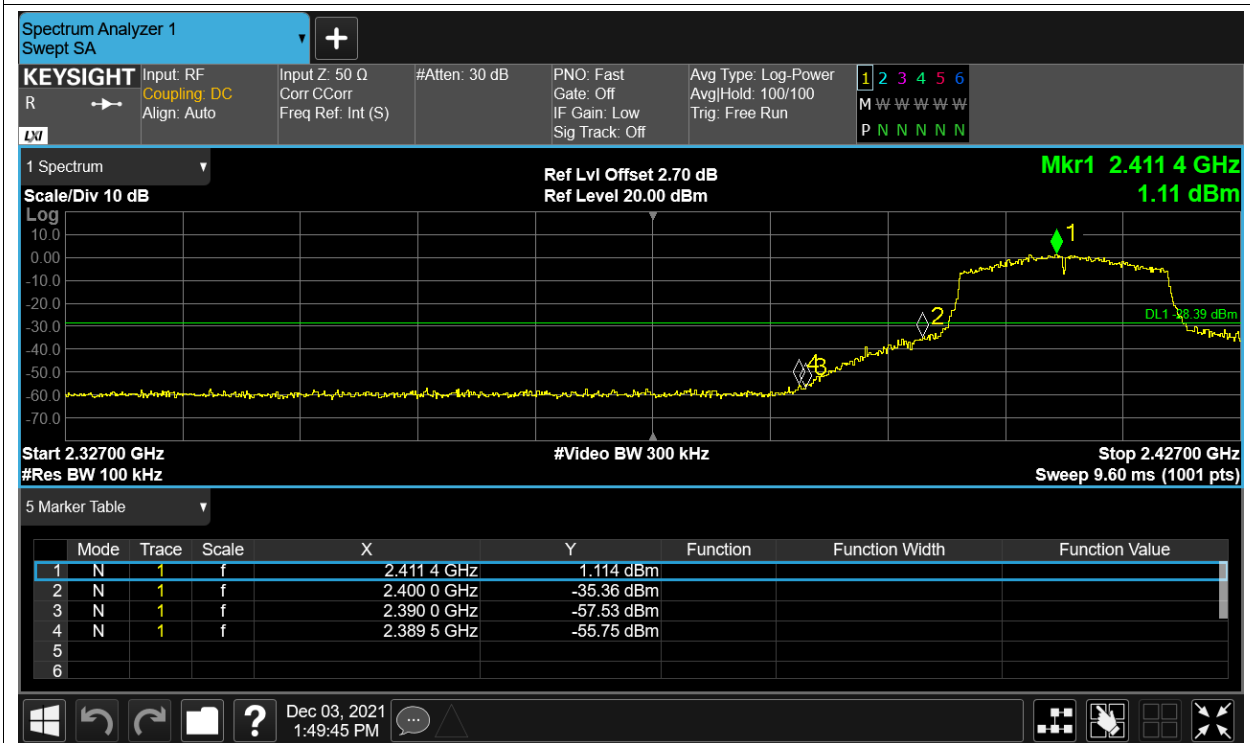 Spectrum Analyzer 1
Swept SA
KEYSIGHT
R
LXI
Input: RF
Coupling: DC
Align: Auto
Input Z: 50 Ω
Corr CCorr
Freq Ref: Int (S)
#Atten: 30 dB
PNO: Fast
Gate: Off
IF Gain: Low
Sig Track: Off
Avg Type: Log-Power
Avg|Hold: 100/100
Trig: Free Run
1 2 3 4 5 6
M W W W W W
P N N N N N
1 Spectrum
Scale/Div 10 dB
Ref Lvl Offset 2.70 dB
Ref Level 20.00 dBm
Mkr1 2.411 4 GHz
1.11 dBm
Log
10.0
0.00
-10.0
-20.0
-30.0
-40.0
-50.0
-60.0
-70.0
1
2
4
3
DL1 -28.39 dBm
Start 2.32700 GHz
#Res BW 100 kHz
#Video BW 300 kHz
Stop 2.42700 GHz
Sweep 9.60 ms (1001 pts)
5 Marker Table
Mode Trace Scale X Y Function Function Width Function Value
1 N 1 f 2.411 4 GHz 1.114 dBm
2 N 1 f 2.400 0 GHz -35.36 dBm
3 N 1 f 2.390 0 GHz -57.53 dBm
4 N 1 f 2.389 5 GHz -55.75 dBm
5
6
?
Dec 03, 2021
1:49:45 PM